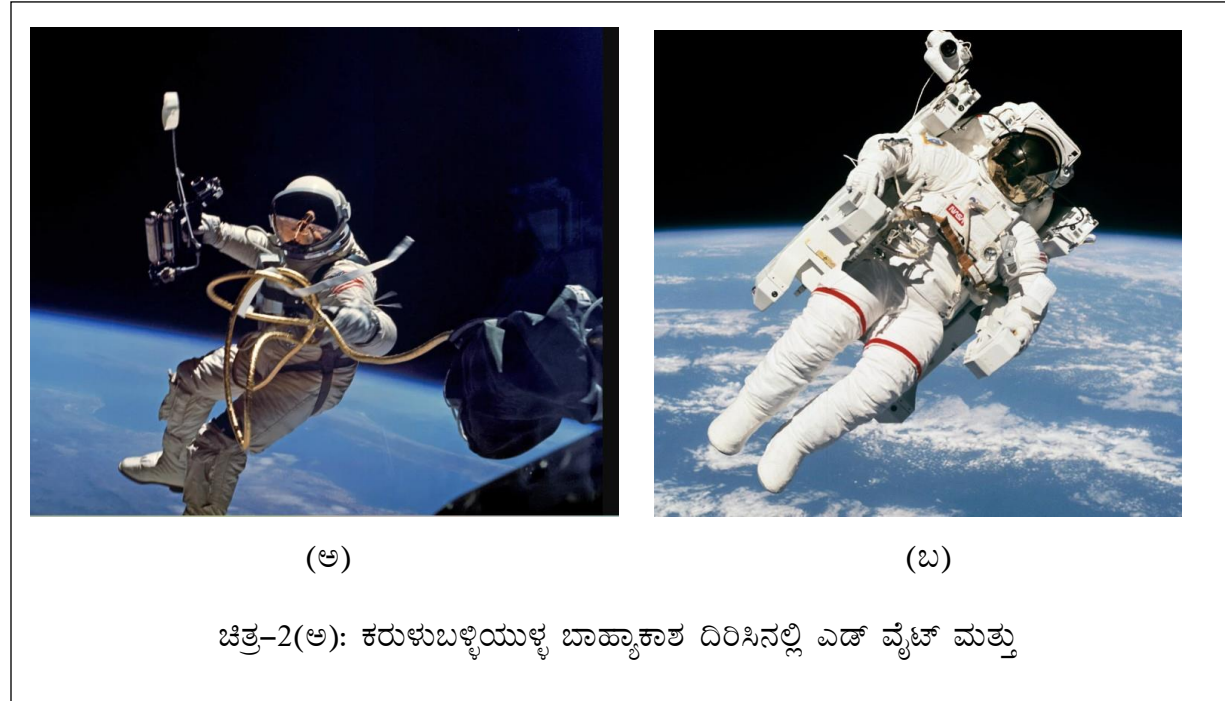 (ಅ) (ಬ)
ಚಿತ್ರ–2(ಅ): ಕರುಳುಬಳ್ಳಿಯುಳ್ಳ ಬಾಹ್ಯಾಕಾಶ ದಿರಿಸಿನಲ್ಲಿ ಎಡ್ ವೈಟ್ ಮತ್ತು